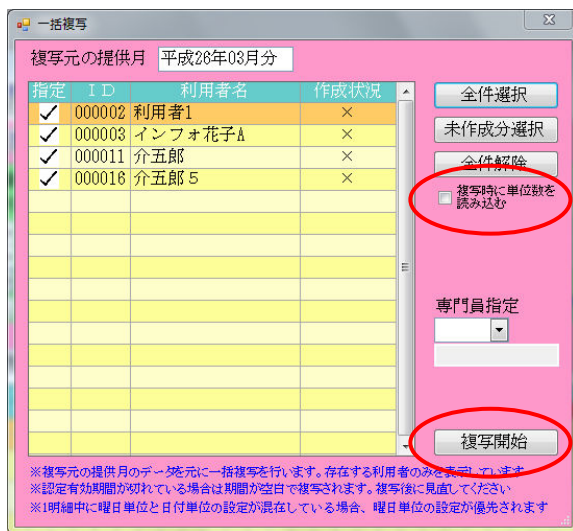 一括複写
複写元の提供月 平成26年03月分
指定 ID 利用者名 作成状況
✓ 000002 利用者1 ×
✓ 000003 インフォ花子A ×
✓ 000011 介五郎 ×
✓ 000016 介五郎5 ×
全件選択
未作成分選択
全件解除
複写時に単位数を
読み込む
専門員指定
複写開始
※複写元の提供月のデータを元に一括複写を行います。存在する利用者のみを表示しています
※認定有効期間が切れている場合は期間が空白で複写されます。複写後に見直してください
※1明細中に曜日単位と日付単位の設定が混在している場合、曜日単位の設定が優先されます